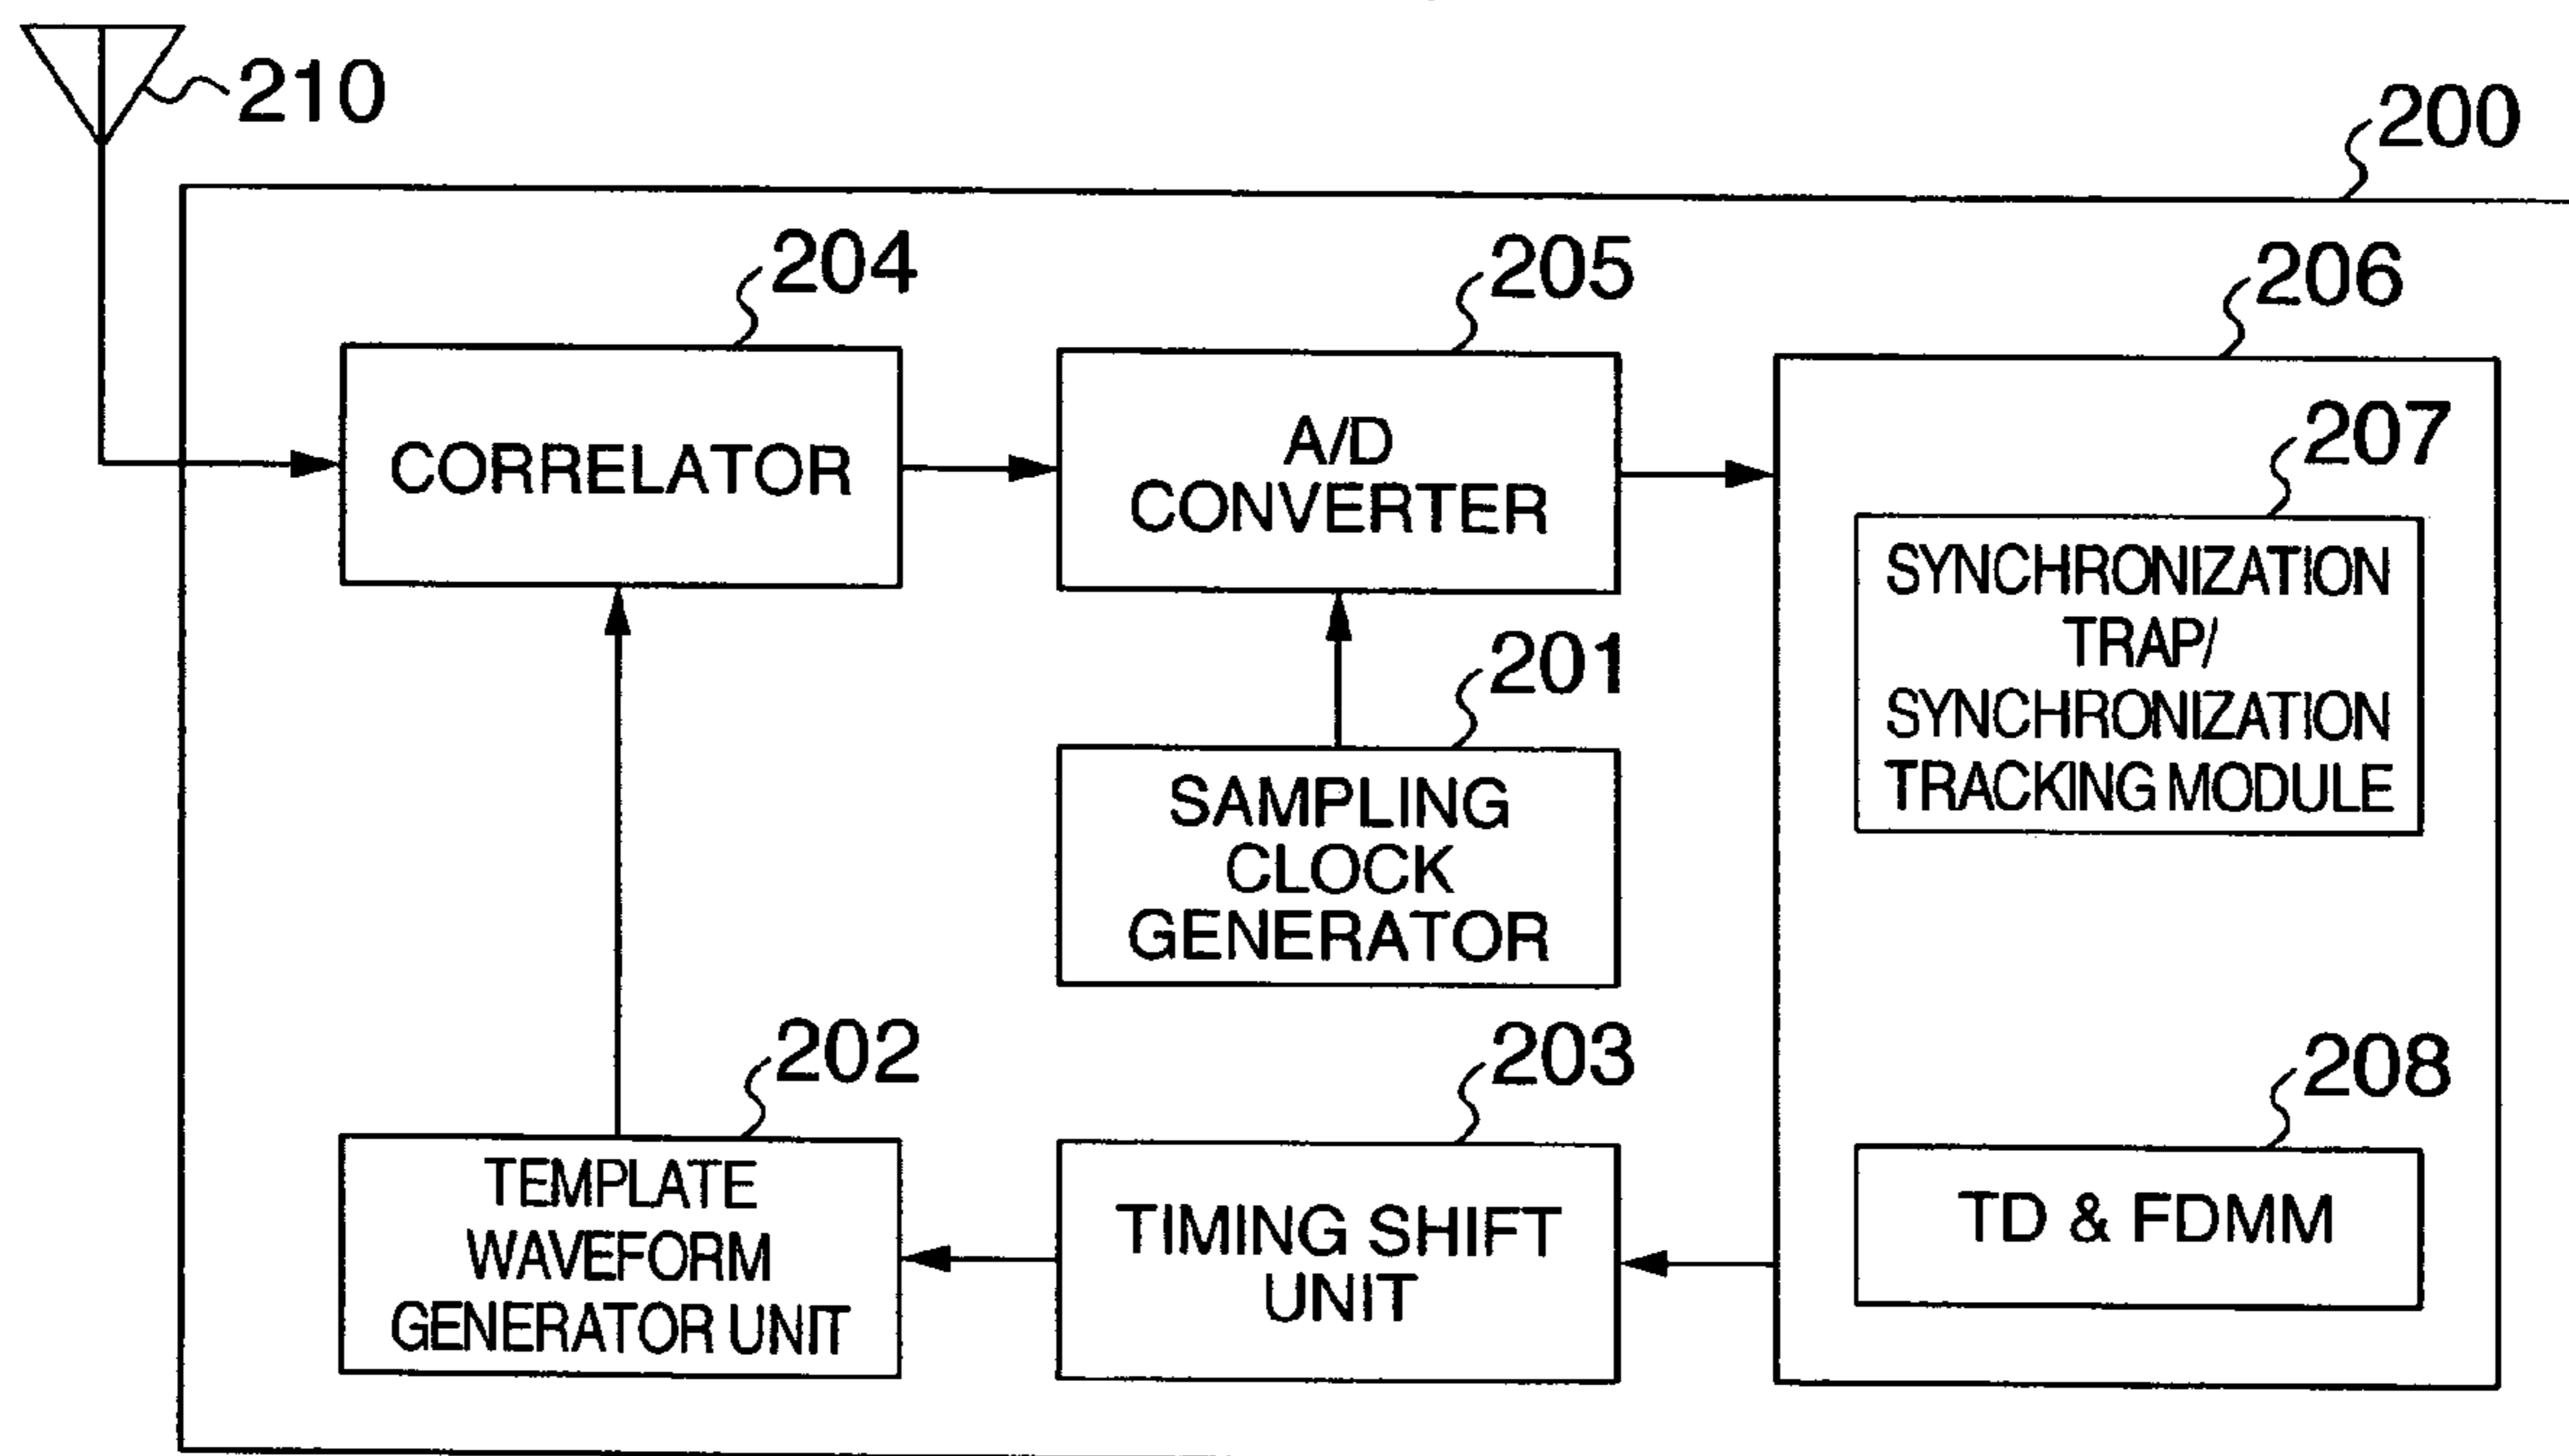 210
200
204
205
206
CORRELATOR
A/D
CONVERTER
207
SYNCHRONIZATION
TRAP/
SYNCHRONIZATION
TRACKING MODULE
201
SAMPLING
CLOCK
GENERATOR
202
203
208
TEMPLATE
WAVEFORM
GENERATOR UNIT
TIMING SHIFT
UNIT
TD & FDMM